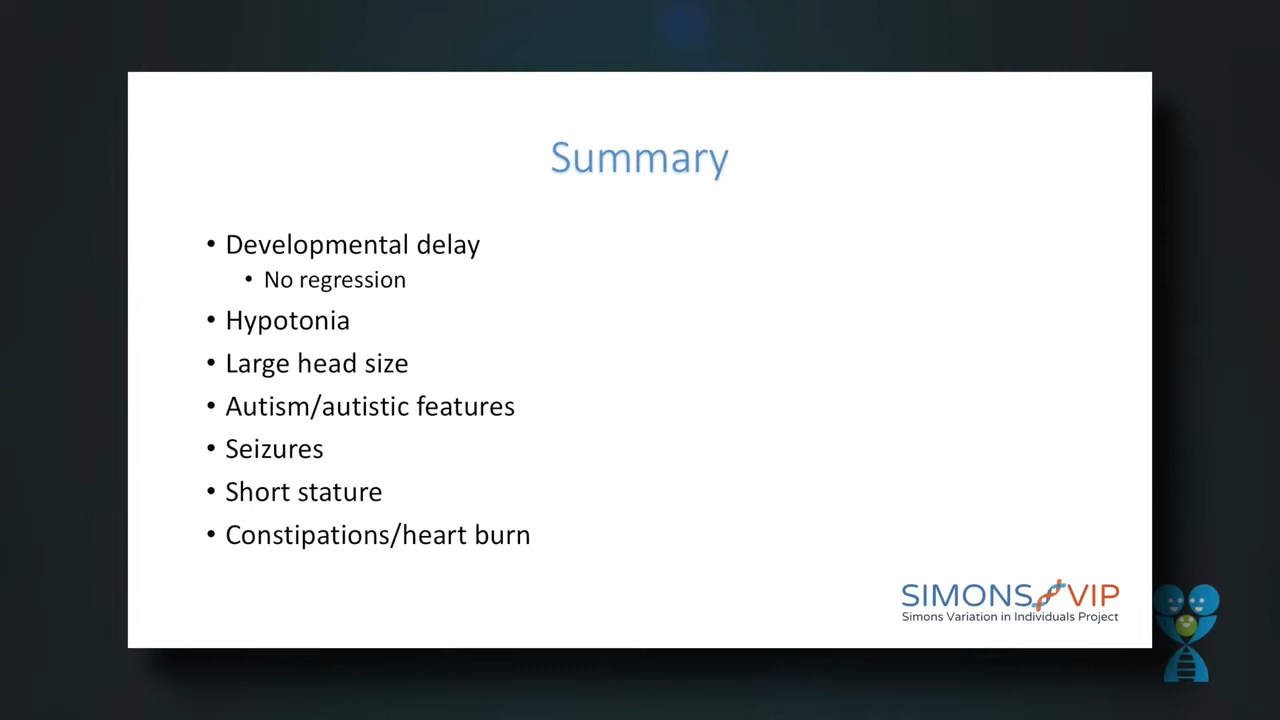 Summary
• Developmental delay
• No regression
• Hypotonia
• Large head size
• Autism/autistic features
• Seizures
• Short stature
• Constipations/heart burn
SIMONS VIP
Simons Variation in Individuals Project